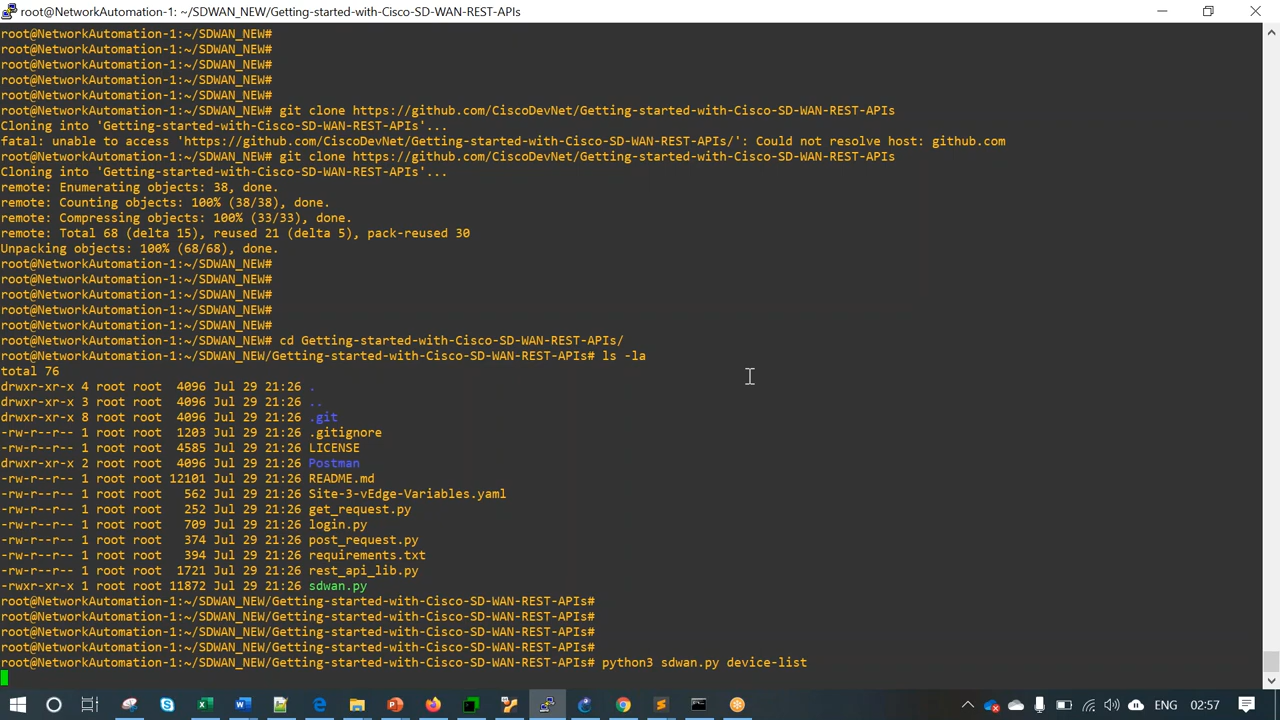 root@NetworkAutomation-1: ~/SDWAN_NEW/Getting-started-with-Cisco-SD-WAN-REST-APIs
root@NetworkAutomation-1:~/SDWAN_NEW#
root@NetworkAutomation-1:~/SDWAN_NEW#
root@NetworkAutomation-1:~/SDWAN_NEW#
root@NetworkAutomation-1:~/SDWAN_NEW#
root@NetworkAutomation-1:~/SDWAN_NEW#
root@NetworkAutomation-1:~/SDWAN_NEW# git clone https://github.com/CiscoDevNet/Getting-started-with-Cisco-SD-WAN-REST-APIs
Cloning into 'Getting-started-with-Cisco-SD-WAN-REST-APIs'...
fatal: unable to access 'https://github.com/CiscoDevNet/Getting-started-with-Cisco-SD-WAN-REST-APIs/': Could not resolve host: github.com
root@NetworkAutomation-1:~/SDWAN_NEW# git clone https://github.com/CiscoDevNet/Getting-started-with-Cisco-SD-WAN-REST-APIs
Cloning into 'Getting-started-with-Cisco-SD-WAN-REST-APIs'...
remote: Enumerating objects: 38, done.
remote: Counting objects: 100% (38/38), done.
remote: Compressing objects: 100% (33/33), done.
remote: Total 68 (delta 15), reused 21 (delta 5), pack-reused 30
Unpacking objects: 100% (68/68), done.
root@NetworkAutomation-1:~/SDWAN_NEW#
root@NetworkAutomation-1:~/SDWAN_NEW#
root@NetworkAutomation-1:~/SDWAN_NEW#
root@NetworkAutomation-1:~/SDWAN_NEW#
root@NetworkAutomation-1:~/SDWAN_NEW#
root@NetworkAutomation-1:~/SDWAN_NEW# cd Getting-started-with-Cisco-SD-WAN-REST-APIs/
root@NetworkAutomation-1:~/SDWAN_NEW/Getting-started-with-Cisco-SD-WAN-REST-APIs# ls -la
total 76
drwxr-xr-x 4 root root  4096 Jul 29 21:26 .
drwxr-xr-x 3 root root  4096 Jul 29 21:26 ..
drwxr-xr-x 8 root root  4096 Jul 29 21:26 .git
-rw-r--r-- 1 root root  1203 Jul 29 21:26 .gitignore
-rw-r--r-- 1 root root  4585 Jul 29 21:26 LICENSE
drwxr-xr-x 2 root root  4096 Jul 29 21:26 Postman
-rw-r--r-- 1 root root 12101 Jul 29 21:26 README.md
-rw-r--r-- 1 root root   562 Jul 29 21:26 Site-3-vEdge-Variables.yaml
-rw-r--r-- 1 root root   252 Jul 29 21:26 get_request.py
-rw-r--r-- 1 root root   709 Jul 29 21:26 login.py
-rw-r--r-- 1 root root   374 Jul 29 21:26 post_request.py
-rw-r--r-- 1 root root   394 Jul 29 21:26 requirements.txt
-rw-r--r-- 1 root root  1721 Jul 29 21:26 rest_api_lib.py
-rwxr-xr-x 1 root root 11872 Jul 29 21:26 sdwan.py
root@NetworkAutomation-1:~/SDWAN_NEW/Getting-started-with-Cisco-SD-WAN-REST-APIs#
root@NetworkAutomation-1:~/SDWAN_NEW/Getting-started-with-Cisco-SD-WAN-REST-APIs#
root@NetworkAutomation-1:~/SDWAN_NEW/Getting-started-with-Cisco-SD-WAN-REST-APIs#
root@NetworkAutomation-1:~/SDWAN_NEW/Getting-started-with-Cisco-SD-WAN-REST-APIs#
root@NetworkAutomation-1:~/SDWAN_NEW/Getting-started-with-Cisco-SD-WAN-REST-APIs# python3 sdwan.py device-list
ENG 02:57